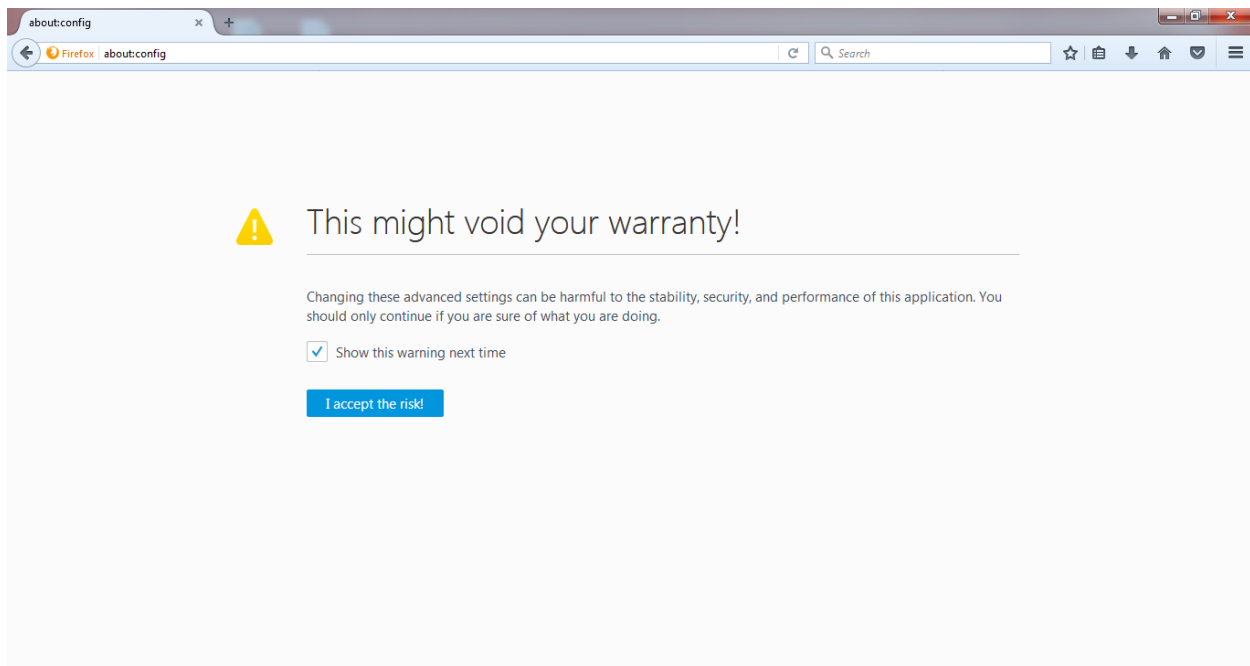 about:config
Firefox about:config Search
This might void your warranty!
Changing these advanced settings can be harmful to the stability, security, and performance of this application. You
should only continue if you are sure of what you are doing.
Show this warning next time
I accept the risk!